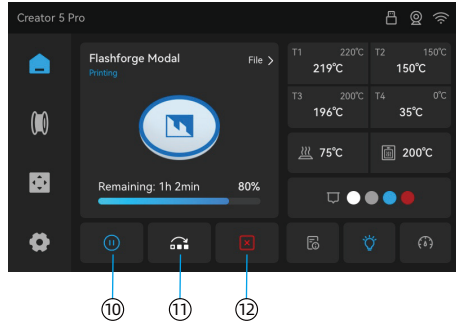 Creator 5 Pro
Flashforge Modal File >
Printing
T1 220℃ T2 150℃
219℃ 150℃
T3 200℃ T4 0℃
196℃ 35℃
75℃ 200℃
Remaining: 1h 2min 80%
⑩ ⑪ ⑫